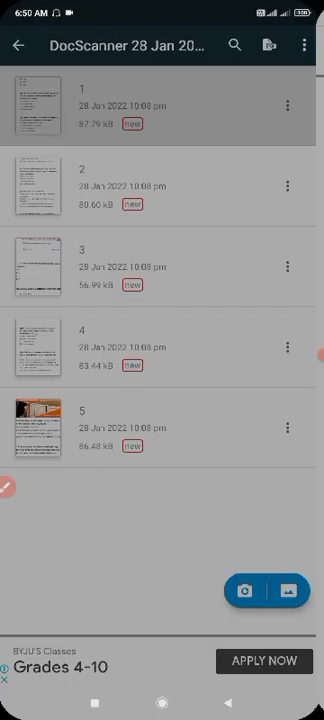 6:50 AM
DocScanner 28 Jan 20...
1
28 Jan 2022 10:08 pm
87.79 kB new
2
28 Jan 2022 10:08 pm
80.60 kB new
3
28 Jan 2022 10:08 pm
56.99 kB new
4
28 Jan 2022 10:08 pm
83.44 kB new
5
28 Jan 2022 10:08 pm
86.48 kB new
BYJU'S Classes
Grades 4-10
APPLY NOW